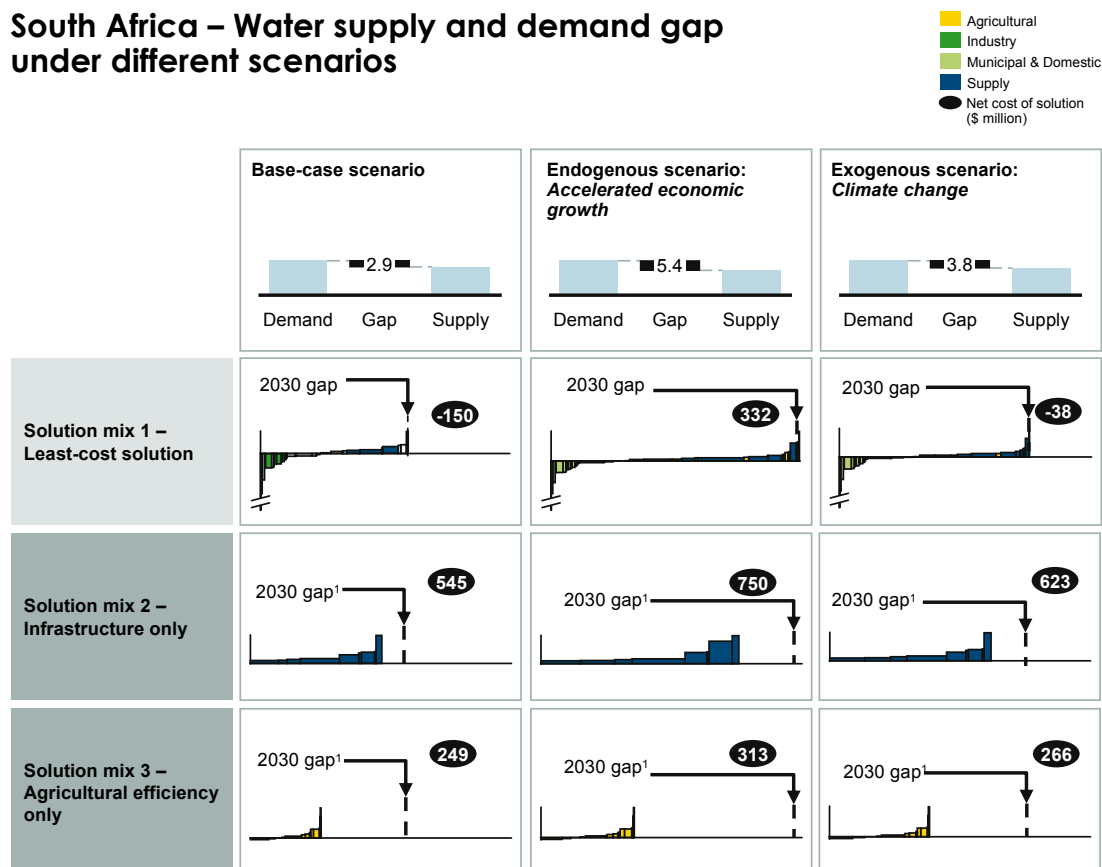 South Africa – Water supply and demand gap
under different scenarios
Agricultural
Industry
Municipal & Domestic
Supply
Net cost of solution
($ million)
Base-case scenario
2.9
Demand Gap Supply
Endogenous scenario:
Accelerated economic
growth
5.4
Demand Gap Supply
Exogenous scenario:
Climate change
3.8
Demand Gap Supply
Solution mix 1 –
Least-cost solution
2030 gap
-150
2030 gap
332
2030 gap
-38
Solution mix 2 –
Infrastructure only
2030 gap¹
545
2030 gap¹
750
2030 gap¹
623
Solution mix 3 –
Agricultural efficiency
only
2030 gap¹
249
2030 gap¹
313
2030 gap¹
266